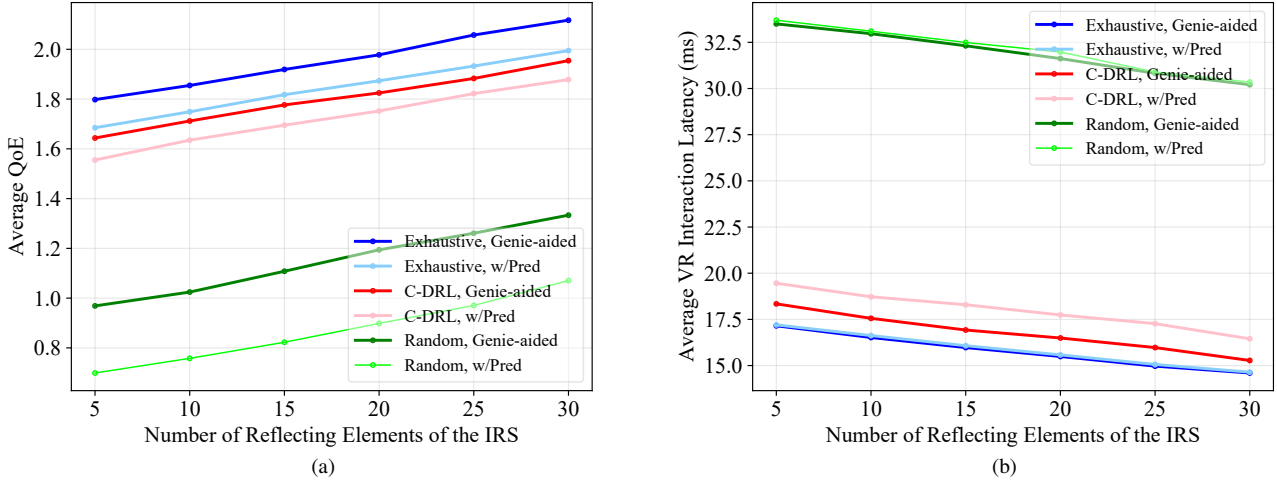 2.0
1.8
1.6
1.4
1.2
1.0
0.8
Average QoE
Exhaustive, Genie-aided
Exhaustive, w/Pred
C-DRL, Genie-aided
C-DRL, w/Pred
Random, Genie-aided
Random, w/Pred
5 10 15 20 25 30
Number of Reflecting Elements of the IRS
(a)
32.5
30.0
27.5
25.0
22.5
20.0
17.5
15.0
Average VR Interaction Latency (ms)
Exhaustive, Genie-aided
Exhaustive, w/Pred
C-DRL, Genie-aided
C-DRL, w/Pred
Random, Genie-aided
Random, w/Pred
5 10 15 20 25 30
Number of Reflecting Elements of the IRS
(b)